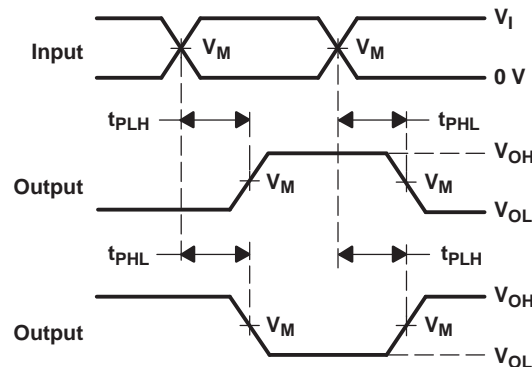 V_I
Input V_M V_M
0 V
t_PLH t_PHL
V_OH
Output V_M V_M
V_OL
t_PHL t_PLH
V_OH
Output V_M V_M
V_OL